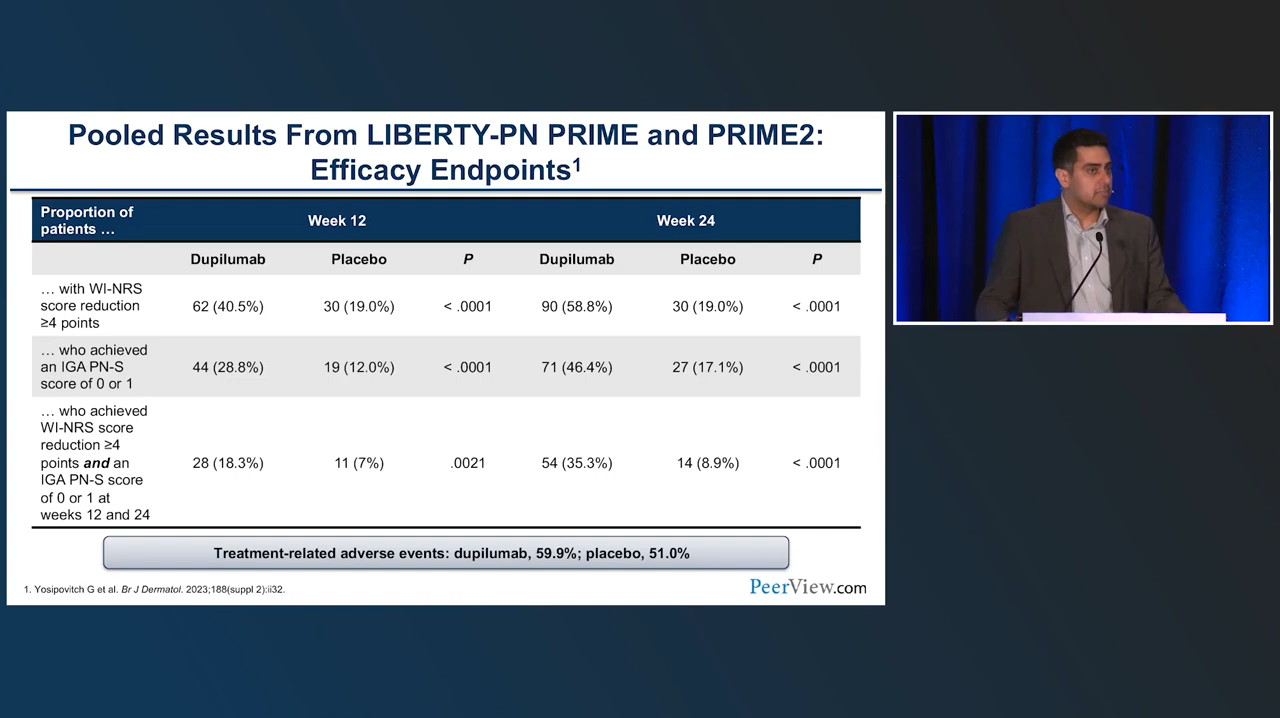 Pooled Results From LIBERTY-PN PRIME and PRIME2:
Efficacy Endpoints¹
Proportion of
patients …
Week 12
Week 24
Dupilumab
Placebo
P
Dupilumab
Placebo
P
… with WI-NRS
score reduction
≥4 points
62 (40.5%)
30 (19.0%)
< .0001
90 (58.8%)
30 (19.0%)
< .0001
… who achieved
an IGA PN-S
score of 0 or 1
44 (28.8%)
19 (12.0%)
< .0001
71 (46.4%)
27 (17.1%)
< .0001
… who achieved
WI-NRS score
reduction ≥4
points and an
IGA PN-S score
of 0 or 1 at
weeks 12 and 24
28 (18.3%)
11 (7%)
.0021
54 (35.3%)
14 (8.9%)
< .0001
Treatment-related adverse events: dupilumab, 59.9%; placebo, 51.0%
1. Yosipovitch G et al. Br J Dermatol. 2023;188(suppl 2):ii32.
PeerView.com